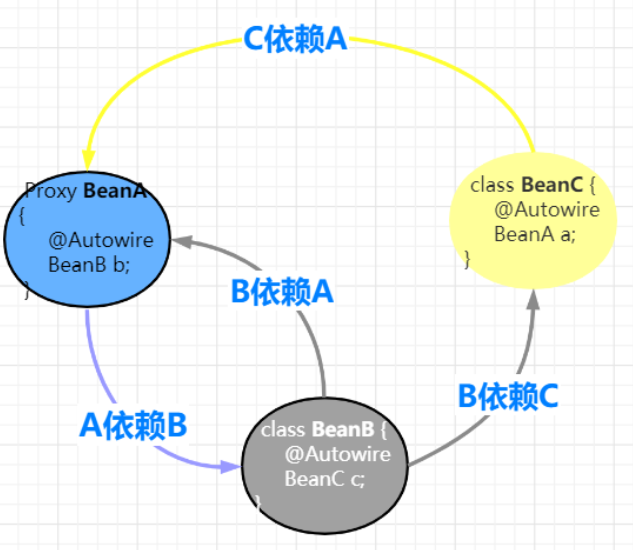 C依赖A
Proxy BeanA
{
@Autowire
BeanB b;
}
class BeanC {
@Autowire
BeanA a;
}
B依赖A
A依赖B
B依赖C
class BeanB {
@Autowire
BeanC c;
}